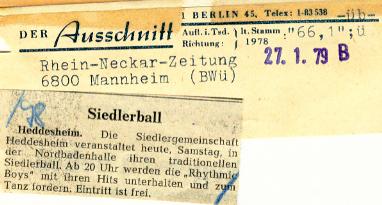 1 BERLIN 45, Telex: 1-83538 -üb-
DER Ausschnitt Aufl. i. Tsd. lt. Stamm : "66,1";ü
Richtung: 1978
Rhein-Neckar-Zeitung 27. 1. 79 B
6800 Mannheim (BWü)
Siedlerball
Heddesheim. Die Siedlergemeinschaft
Heddesheim veranstaltet heute, Samstag, in
der Nordbadenhalle ihren traditionellen
Siedlerball. Ab 20 Uhr werden die „Rhythmic
Boys" mit ihren Hits unterhalten und zum
Tanz fordern. Eintritt ist frei.